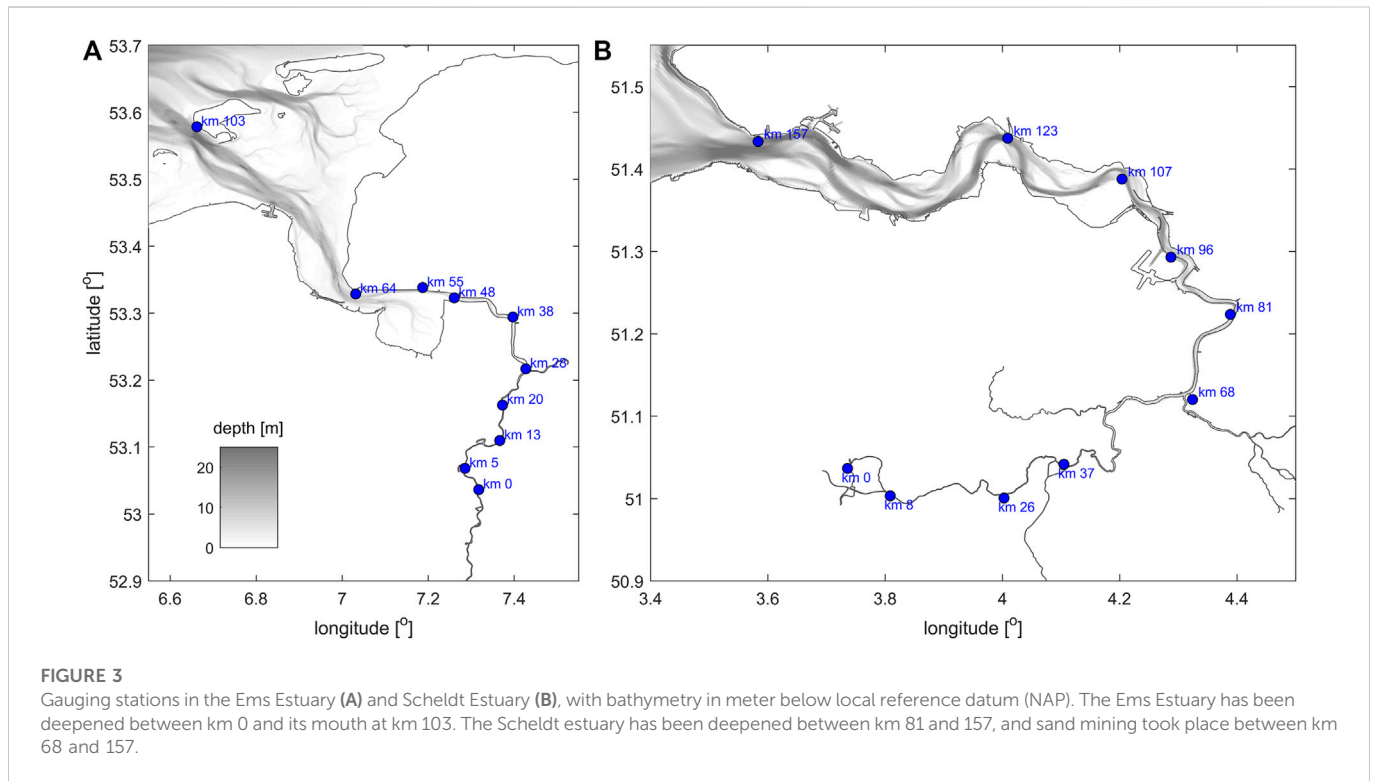 A
53.7
53.6
53.5
53.4
53.3
53.2
53.1
53
52.9
latitude [o]
6.6
6.8
7
7.2
7.4
longitude [o]
km 103
km 64
km 55
km 48
km 38
km 28
km 20
km 13
km 5
km 0
depth [m]
20
10
0
B
51.5
51.4
51.3
51.2
51.1
51
50.9
3.4
3.6
3.8
4
4.2
4.4
longitude [o]
km 157
km 123
km 107
km 96
km 81
km 68
km 37
km 26
km 8
km 0
FIGURE 3
Gauging stations in the Ems Estuary (A) and Scheldt Estuary (B), with bathymetry in meter below local reference datum (NAP). The Ems Estuary has been
deepened between km 0 and its mouth at km 103. The Scheldt estuary has been deepened between km 81 and 157, and sand mining took place between km
68 and 157.